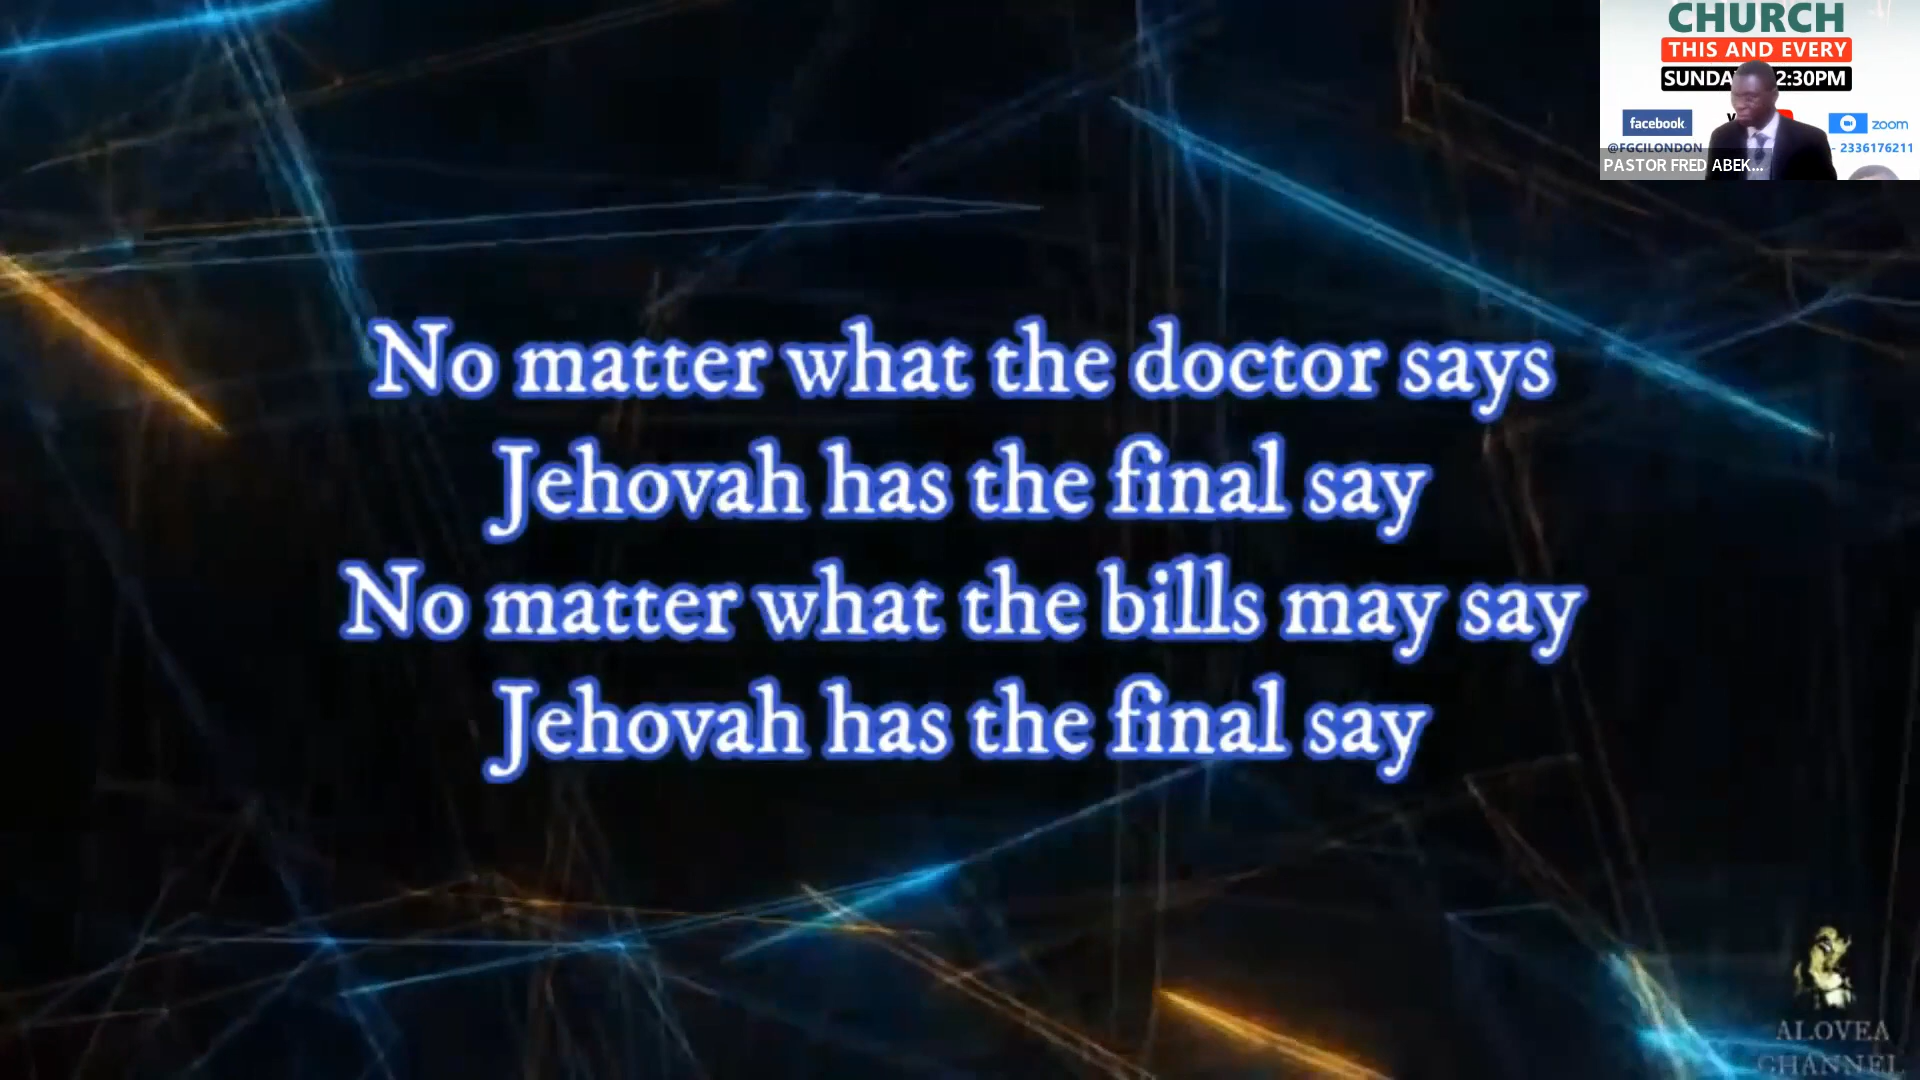 CHURCH
THIS AND EVERY
SUNDA 2:30PM
facebook
zoom
@FGCILONDON
- 2336176211
PASTOR FRED ABEK...
No matter what the doctor says
Jehovah has the final say
No matter what the bills may say
Jehovah has the final say
ALOVEA
CHANNEL